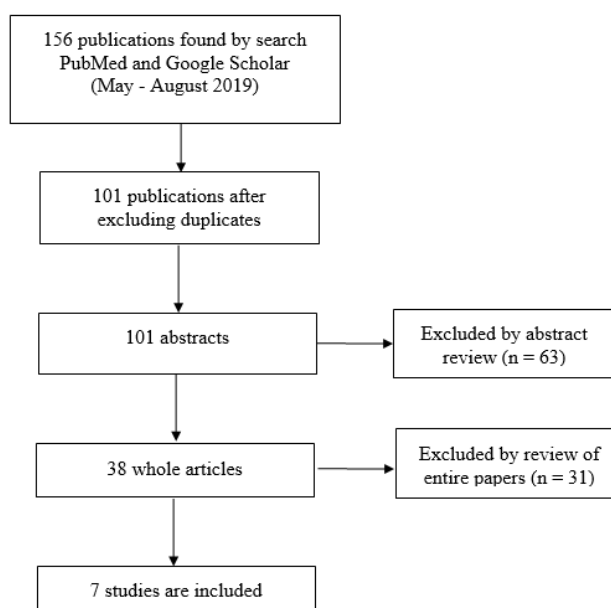 156 publications found by search
PubMed and Google Scholar
(May - August 2019)
101 publications after
excluding duplicates
101 abstracts
Excluded by abstract
review (n = 63)
38 whole articles
Excluded by review of
entire papers (n = 31)
7 studies are included